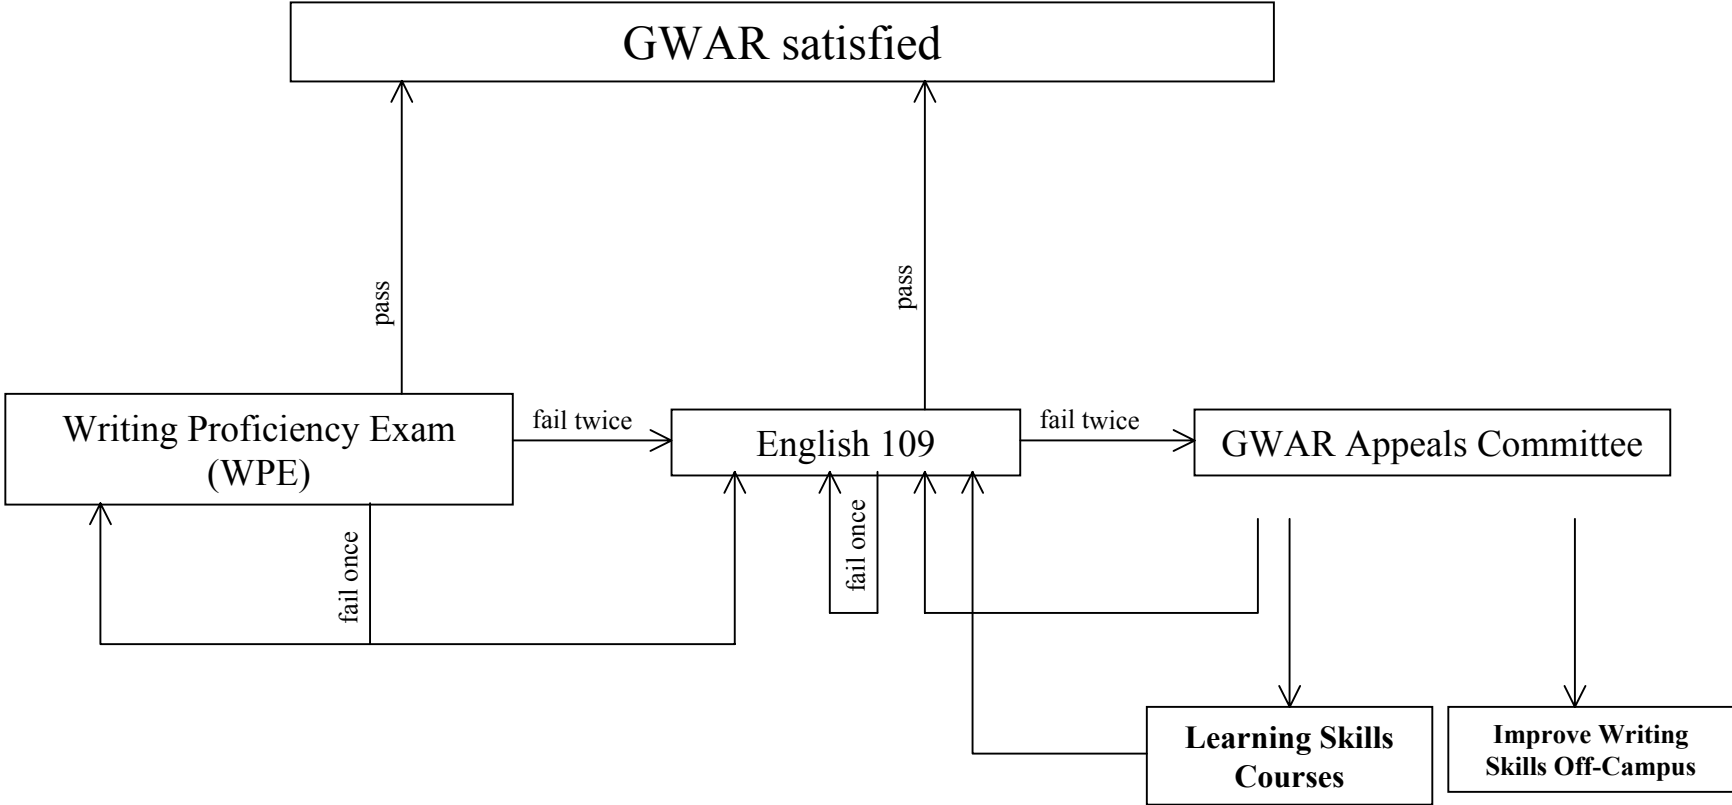 GWAR satisfied
pass
pass
Writing Proficiency Exam
(WPE)
fail twice
English 109
fail twice
GWAR Appeals Committee
fail once
fail once
Learning Skills
Courses
Improve Writing
Skills Off-Campus